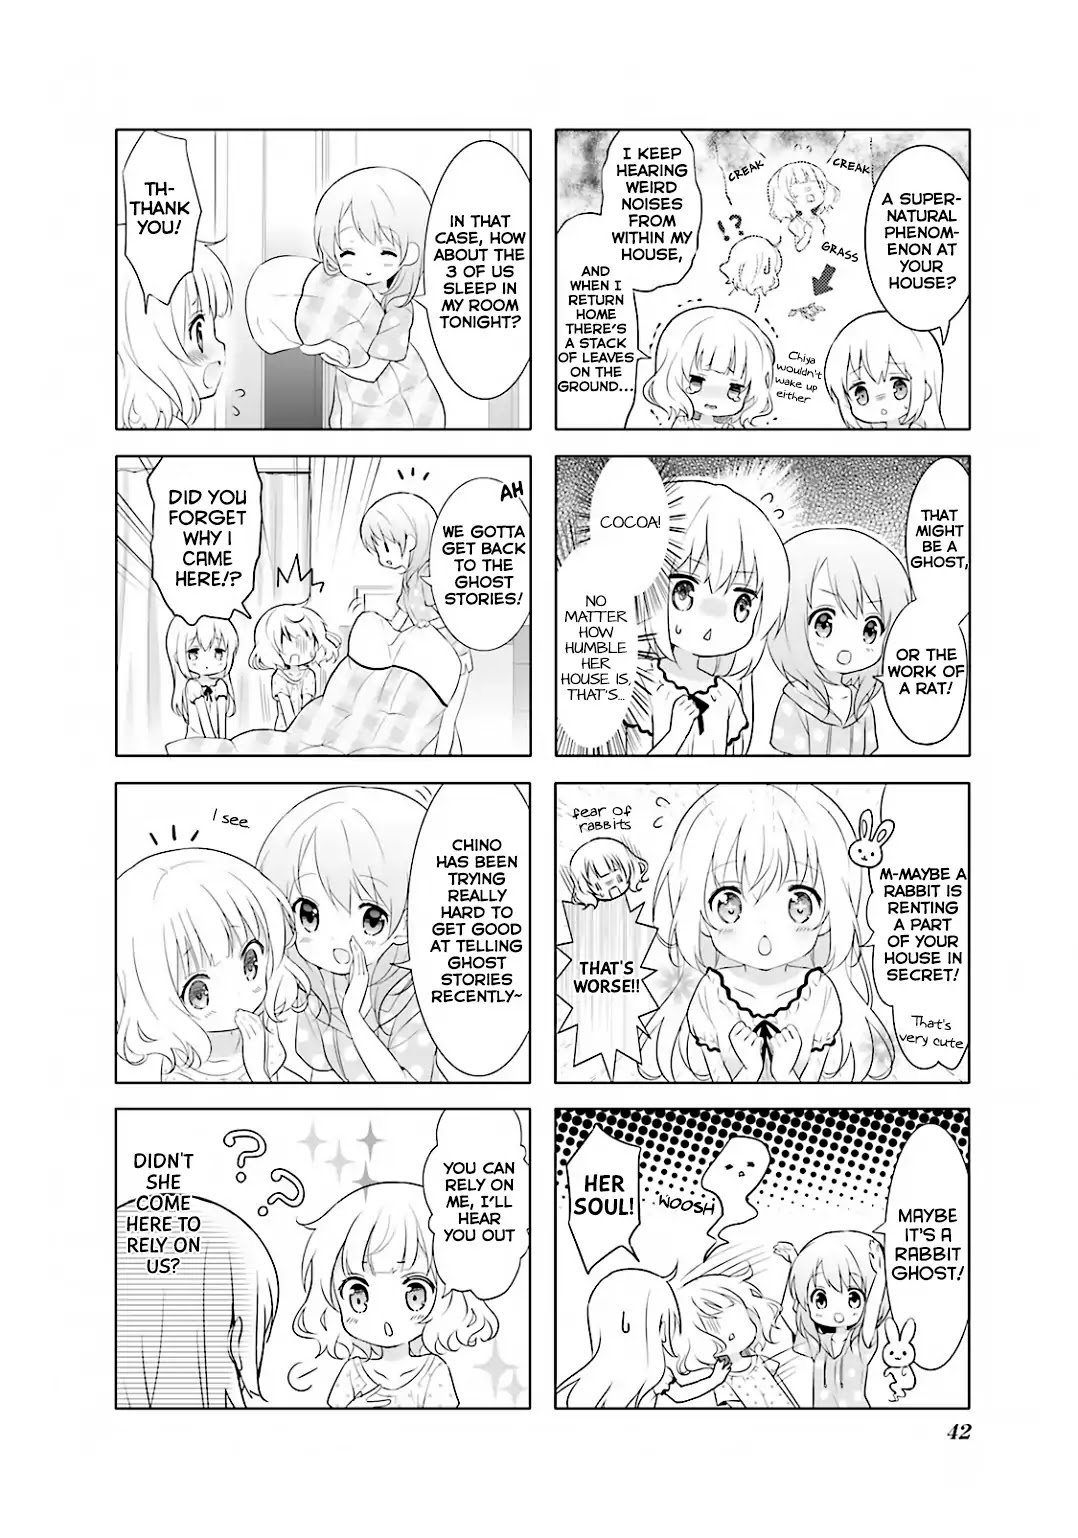 A SUPER-
NATURAL
PHENOM-
ENON AT
YOUR
HOUSE?
CREAK
CREAK
!?
GRASS
I KEEP
HEARING
WEIRD
NOISES
FROM
WITHIN MY
HOUSE,
AND
WHEN I
RETURN
HOME
THERE'S
A STACK
OF LEAVES
ON THE
GROUND...
Chiya
wouldn't
wake up
either
THAT
MIGHT
BE A
GHOST,
OR THE
WORK OF
A RAT!
COCOA!
NO
MATTER
HOW
HUMBLE
HER
HOUSE IS,
THAT'S...
M-MAYBE A
RABBIT IS
RENTING
A PART
OF YOUR
HOUSE IN
SECRET!
That's
very cute
fear of
rabbits
THAT'S
WORSE!!
MAYBE
IT'S A
RABBIT
GHOST!
WOOSH
HER
SOUL!
IN THAT
CASE, HOW
ABOUT THE
3 OF US
SLEEP IN
MY ROOM
TONIGHT?
TH-
THANK
YOU!
AH
WE GOTTA
GET BACK
TO THE
GHOST
STORIES!
DID YOU
FORGET
WHY I
CAME
HERE!?
CHINO
HAS BEEN
TRYING
REALLY
HARD TO
GET GOOD
AT TELLING
GHOST
STORIES
RECENTLY~
I see
YOU CAN
RELY ON
ME, I'LL
HEAR
YOU OUT
? ?
DIDN'T
SHE
COME
HERE TO
RELY ON
US?
42